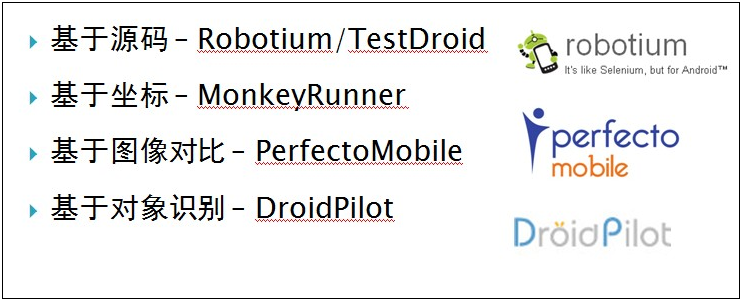 基于源码 – Robotium/TestDroid
基于坐标 – MonkeyRunner
基于图像对比 – PerfectoMobile
基于对象识别 – DroidPilot
robotium
It's like Selenium, but for Android™
perfecto
mobile
DroidPilot